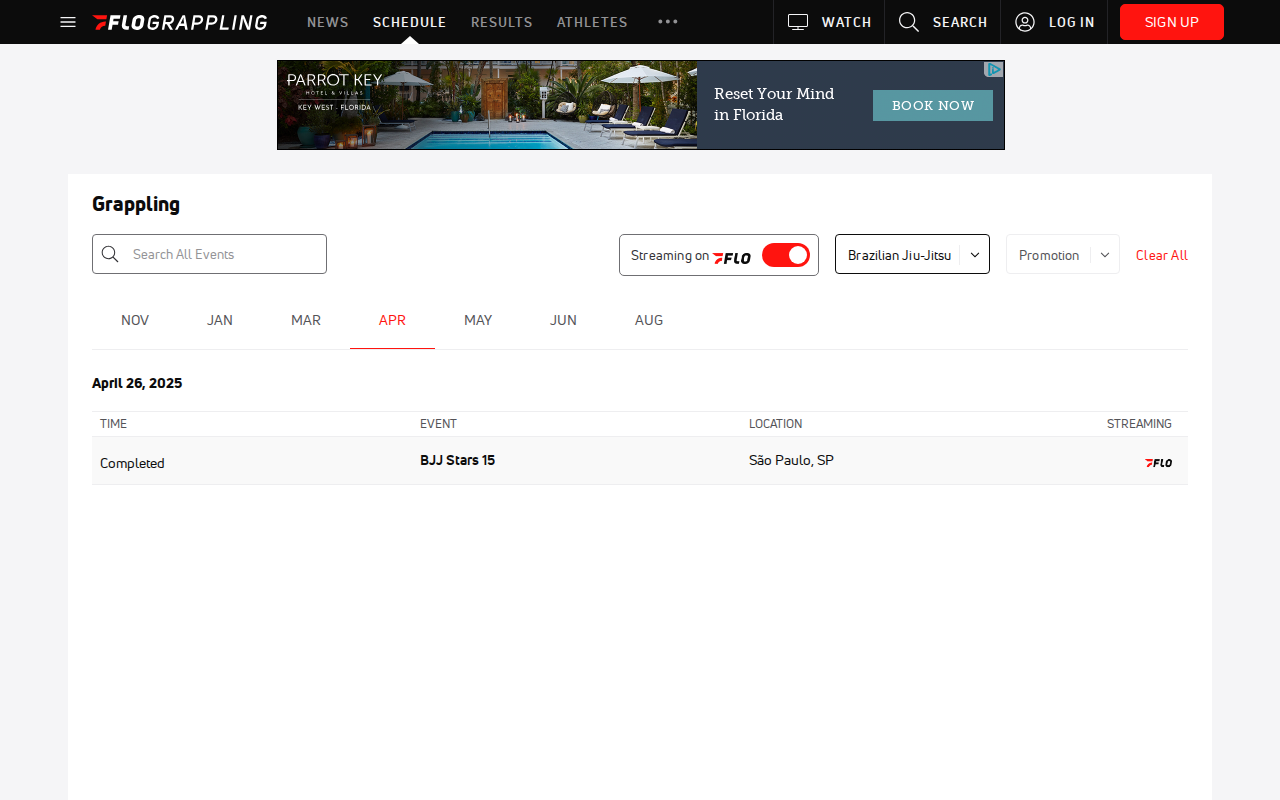 FLOGRAPPLING NEWS SCHEDULE RESULTS ATHLETES WATCH SEARCH LOG IN SIGN UP
PARROT KEY
HOTEL & VILLAS
KEY WEST - FLORIDA
Reset Your Mind
in Florida
BOOK NOW
Grappling
Search All Events Streaming on FLO Brazilian Jiu-Jitsu Promotion Clear All
NOV JAN MAR APR MAY JUN AUG
April 26, 2025
TIME EVENT LOCATION STREAMING
Completed BJJ Stars 15 São Paulo, SP FLO